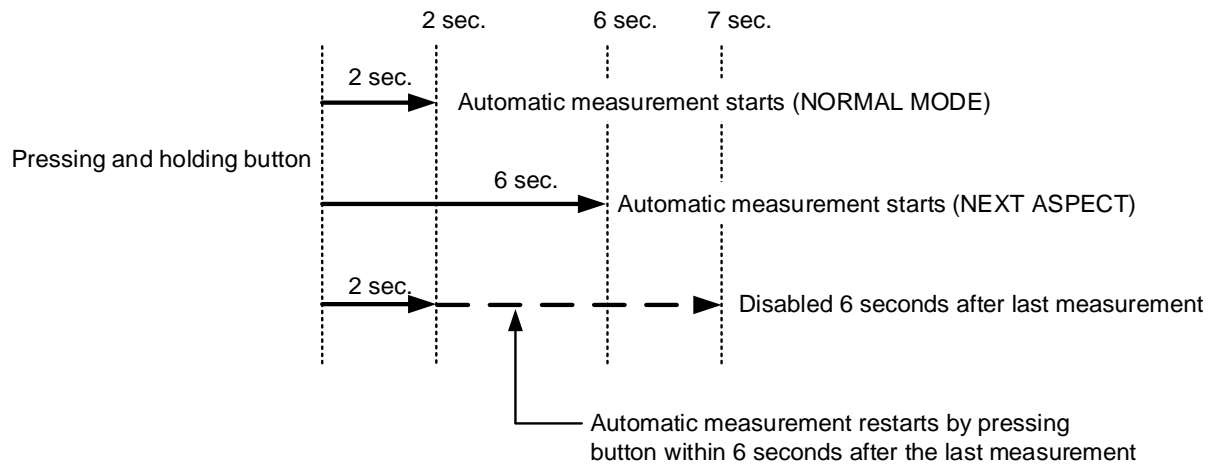 2 sec. 6 sec. 7 sec.
2 sec.
Automatic measurement starts (NORMAL MODE)
Pressing and holding button
6 sec.
Automatic measurement starts (NEXT ASPECT)
2 sec.
Disabled 6 seconds after last measurement
Automatic measurement restarts by pressing
button within 6 seconds after the last measurement